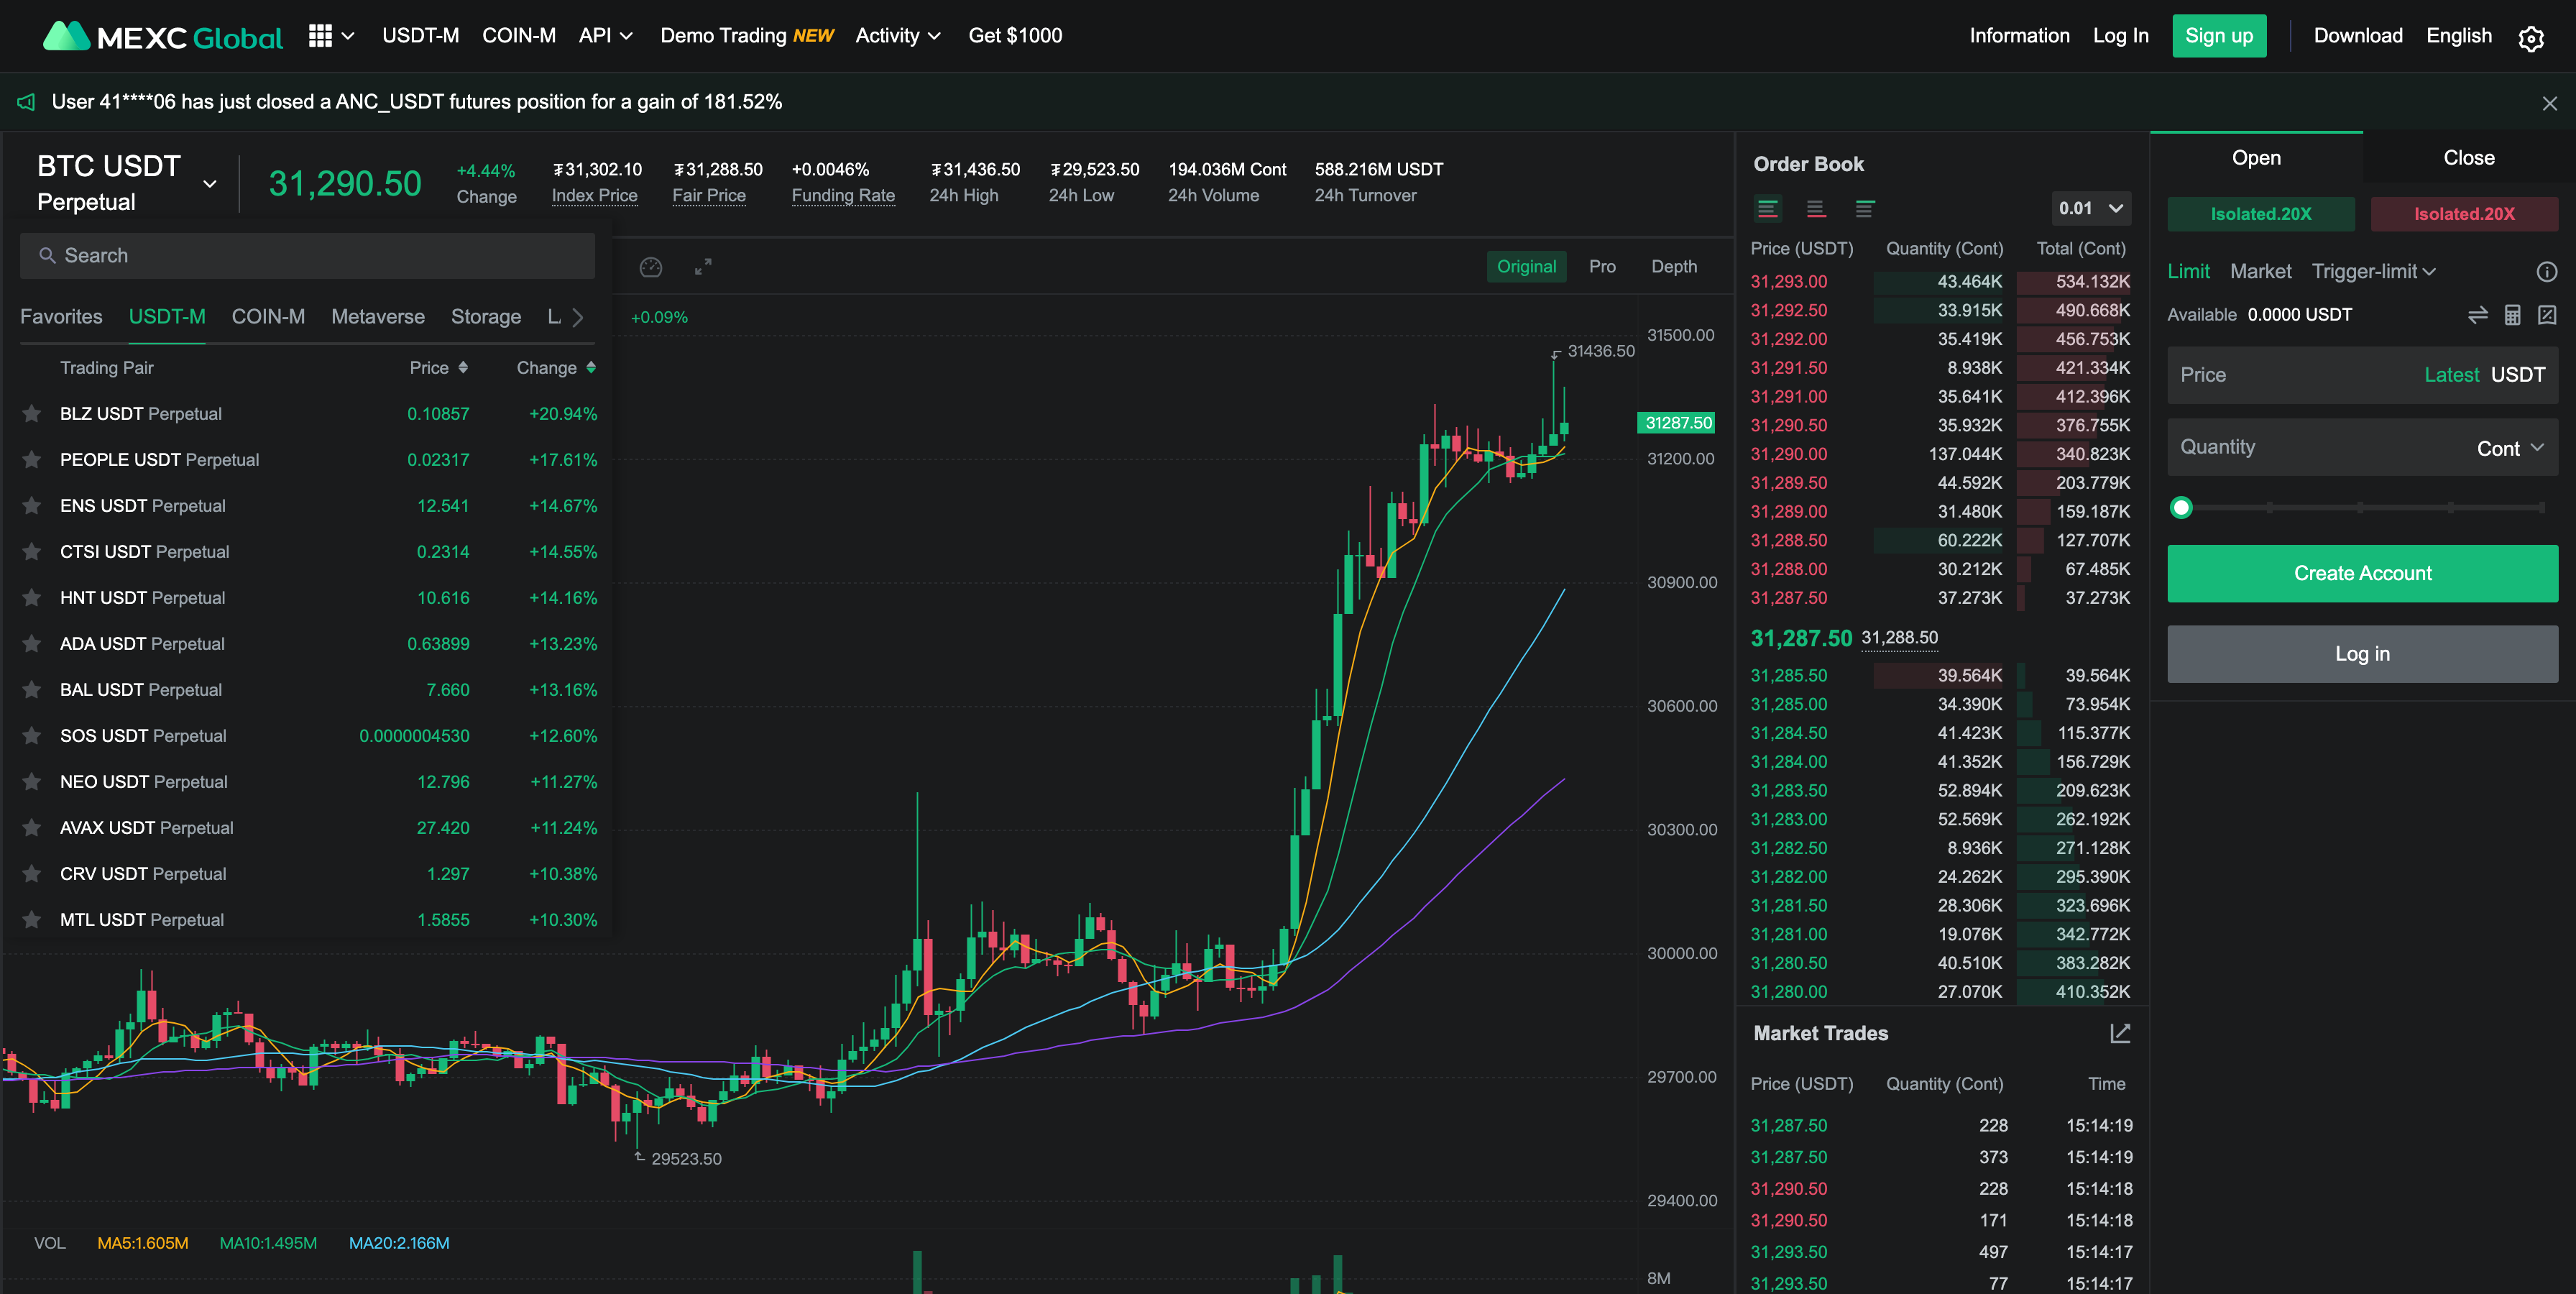 MEXC Global USDT-M COIN-M API Demo Trading NEW Activity Get $1000 Information Log In Sign up Download English
User 41****06 has just closed a ANC_USDT futures position for a gain of 181.52%
BTC USDT
Perpetual
31,290.50
+4.44%
Change
₮31,302.10
Index Price
₮31,288.50
Fair Price
+0.0046%
Funding Rate
₮31,436.50
24h High
₮29,523.50
24h Low
194.036M Cont
24h Volume
588.216M USDT
24h Turnover
Search
Favorites USDT-M COIN-M Metaverse Storage
Trading Pair Price Change
BLZ USDT Perpetual 0.10857 +20.94%
PEOPLE USDT Perpetual 0.02317 +17.61%
ENS USDT Perpetual 12.541 +14.67%
CTSI USDT Perpetual 0.2314 +14.55%
HNT USDT Perpetual 10.616 +14.16%
ADA USDT Perpetual 0.63899 +13.23%
BAL USDT Perpetual 7.660 +13.16%
SOS USDT Perpetual 0.0000004530 +12.60%
NEO USDT Perpetual 12.796 +11.27%
AVAX USDT Perpetual 27.420 +11.24%
CRV USDT Perpetual 1.297 +10.38%
MTL USDT Perpetual 1.5855 +10.30%
Original Pro Depth
+0.09%
31500.00
31436.50
31287.50
31200.00
30900.00
30600.00
30300.00
30000.00
29700.00
29523.50
29400.00
VOL MA5:1.605M MA10:1.495M MA20:2.166M
8M
Order Book
0.01
Price (USDT) Quantity (Cont) Total (Cont)
31,293.00 43.464K 534.132K
31,292.50 33.915K 490.668K
31,292.00 35.419K 456.753K
31,291.50 8.938K 421.334K
31,291.00 35.641K 412.396K
31,290.50 35.932K 376.755K
31,290.00 137.044K 340.823K
31,289.50 44.592K 203.779K
31,289.00 31.480K 159.187K
31,288.50 60.222K 127.707K
31,288.00 30.212K 67.485K
31,287.50 37.273K 37.273K
31,287.50 31,288.50
31,285.50 39.564K 39.564K
31,285.00 34.390K 73.954K
31,284.50 41.423K 115.377K
31,284.00 41.352K 156.729K
31,283.50 52.894K 209.623K
31,283.00 52.569K 262.192K
31,282.50 8.936K 271.128K
31,282.00 24.262K 295.390K
31,281.50 28.306K 323.696K
31,281.00 19.076K 342.772K
31,280.50 40.510K 383.282K
31,280.00 27.070K 410.352K
Market Trades
Price (USDT) Quantity (Cont) Time
31,287.50 228 15:14:19
31,287.50 373 15:14:19
31,290.50 228 15:14:18
31,290.50 171 15:14:18
31,293.50 497 15:14:17
31,293.50 77 15:14:17
Open Close
Isolated.20X Isolated.20X
Limit Market Trigger-limit
Available 0.0000 USDT
Price Latest USDT
Quantity Cont
Create Account
Log in